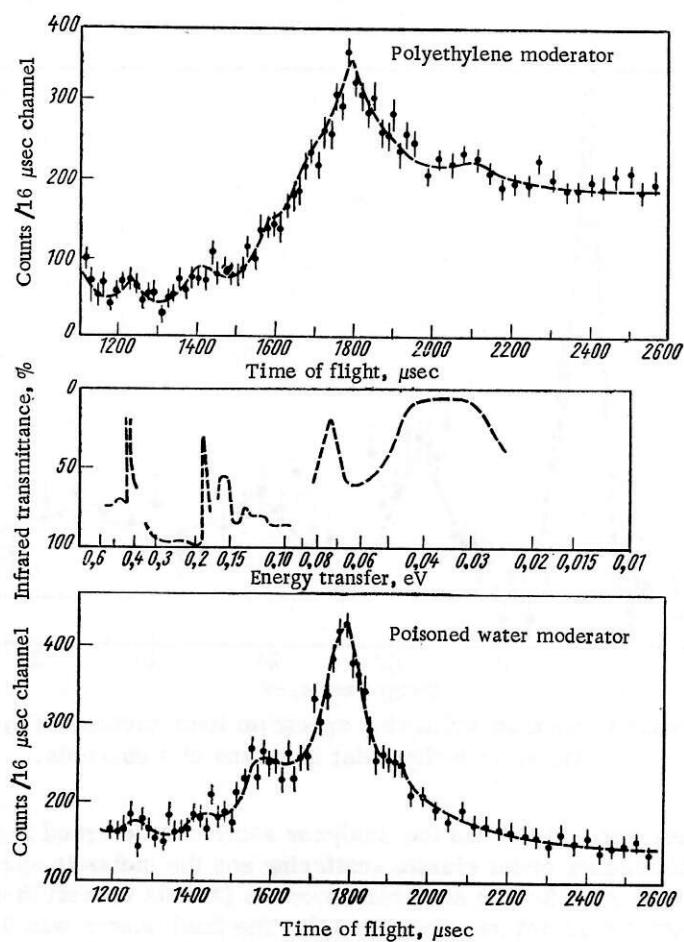 400
Polyethylene moderator
300
200
100
0
Counts /16 μsec channel
1200 1400 1600 1800 2000 2200 2400 2600
Time of flight, μsec
0
50
100
Infrared transmittance, %
0,6 0,4 0,3 0,2 0,15 0,10 0,08 0,06 0,04 0,03 0,02 0,015 0,01
Energy transfer, eV
400
Poisoned water moderator
300
200
100
Counts /16 μsec channel
1200 1400 1600 1800 2000 2200 2400 2600
Time of flight, μsec